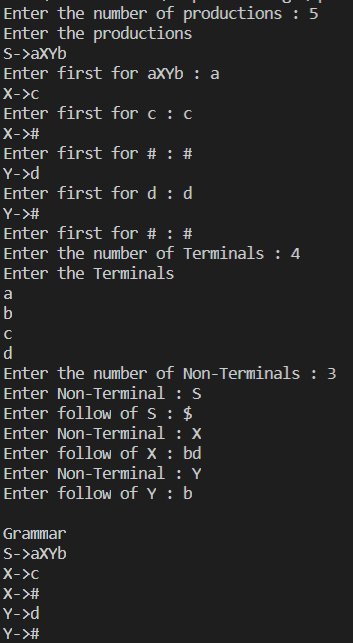 Enter the number of productions : 5
Enter the productions
S->aXYb
Enter first for aXYb : a
X->c
Enter first for c : c
X->#
Enter first for # : #
Y->d
Enter first for d : d
Y->#
Enter first for # : #
Enter the number of Terminals : 4
Enter the Terminals
a
b
c
d
Enter the number of Non-Terminals : 3
Enter Non-Terminal : S
Enter follow of S : $
Enter Non-Terminal : X
Enter follow of X : bd
Enter Non-Terminal : Y
Enter follow of Y : b

Grammar
S->aXYb
X->c
X->#
Y->d
Y->#